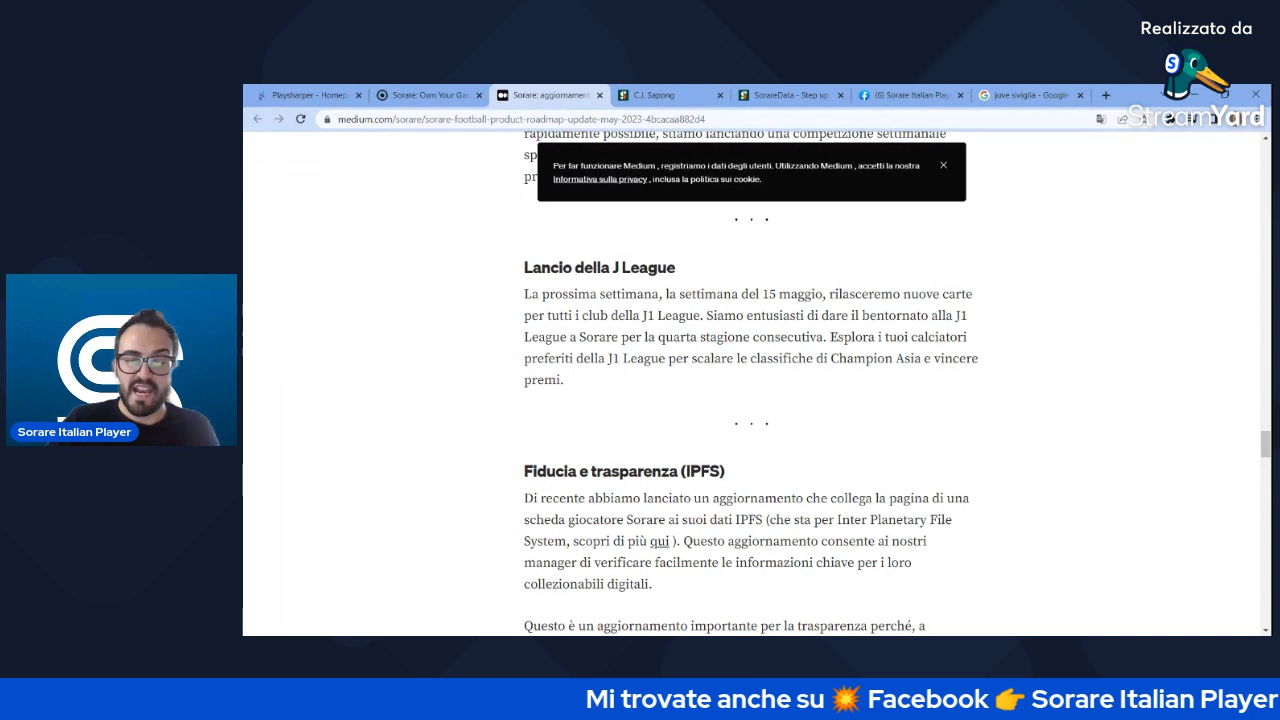 Realizzato da
StreamYard
Playsharper - Homep
Sorare: Own Your Ga
Sorare: aggiornament
C.J. Sapong
SorareData - Step up
(6) Sorare Italian Play
juve siviglia - Google
medium.com/sorare/sorare-football-product-roadmap-update-may-2023-4bcacaa882d4
rapidamente possibile, stiamo lanciando una competizione settimanale
sp
pr
Per far funzionare Medium , registriamo i dati degli utenti. Utilizzando Medium , accetti la nostra
Informativa sulla privacy , inclusa la politica sui cookie.
Lancio della J League
La prossima settimana, la settimana del 15 maggio, rilasceremo nuove carte
per tutti i club della J1 League. Siamo entusiasti di dare il bentornato alla J1
League a Sorare per la quarta stagione consecutiva. Esplora i tuoi calciatori
preferiti della J1 League per scalare le classifiche di Champion Asia e vincere
premi.
Fiducia e trasparenza (IPFS)
Di recente abbiamo lanciato un aggiornamento che collega la pagina di una
scheda giocatore Sorare ai suoi dati IPFS (che sta per Inter Planetary File
System, scopri di più qui ). Questo aggiornamento consente ai nostri
manager di verificare facilmente le informazioni chiave per i loro
collezionabili digitali.
Questo è un aggiornamento importante per la trasparenza perché, a
Sorare Italian Player
Mi trovate anche su 💥 Facebook 👉 Sorare Italian Player